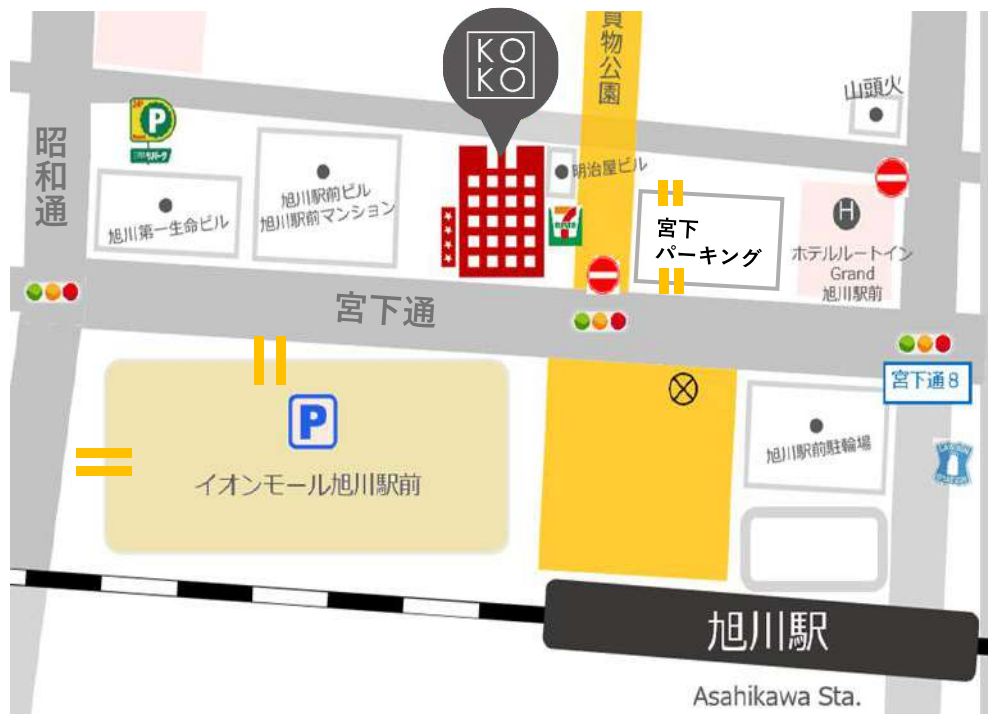 KO
KO
買物公園
山頭火
P
昭和通
明治屋ビル
旭川駅前ビル
旭川駅前マンション
旭川第一生命ビル
宮下
パーキング
H
ホテルルートイン
Grand
旭川駅前
宮下通
宮下通8
P
旭川駅前駐輪場
イオンモール旭川駅前
旭川駅
Asahikawa Sta.